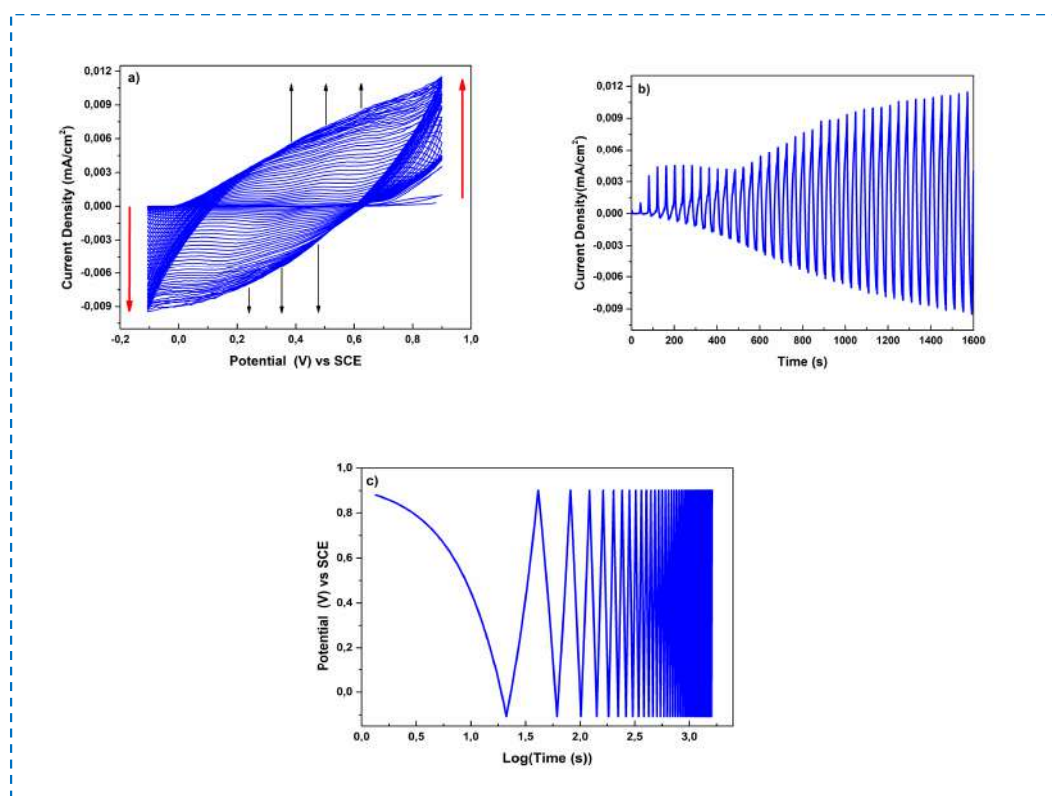 a)
0,012
0,009
0,006
0,003
0,000
-0,003
-0,006
-0,009
Current Density (mA/cm²)
-0,2 0,0 0,2 0,4 0,6 0,8 1,0
Potential (V) vs SCE
b)
0,012
0,009
0,006
0,003
0,000
-0,003
-0,006
-0,009
Current Density(mA/cm²)
0 200 400 600 800 1000 1200 1400 1600
Time (s)
c)
1,0
0,8
0,6
0,4
0,2
0,0
Potential (V) vs SCE
0,0 0,5 1,0 1,5 2,0 2,5 3,0
Log(Time (s))